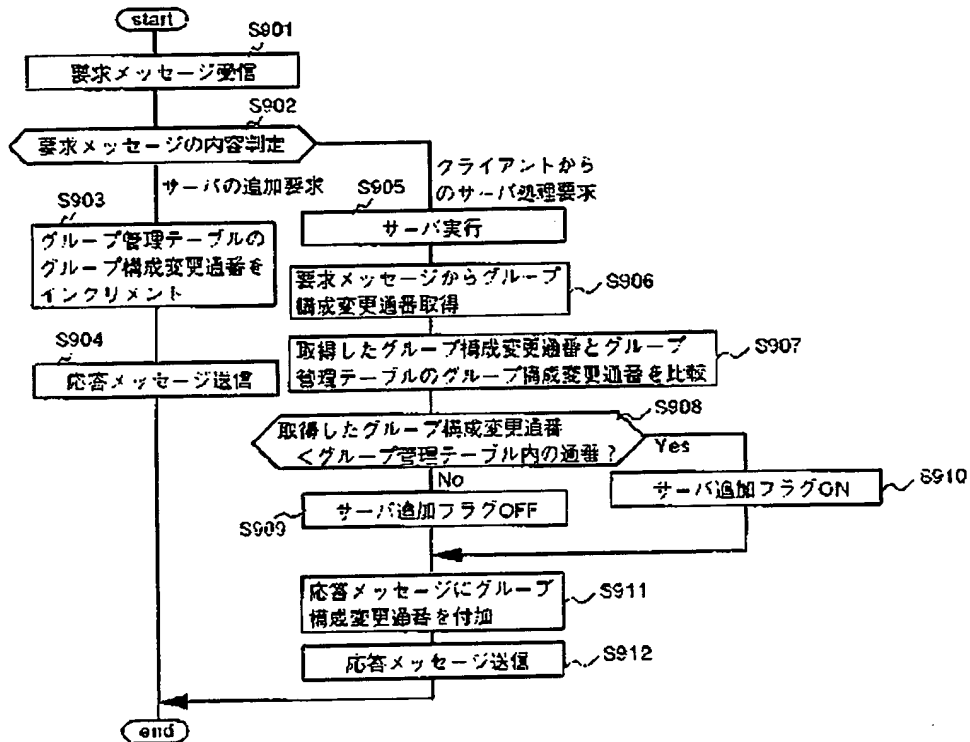 start
S901
要求メッセージ受信
S902
要求メッセージの内容判定
サーバの追加要求
クライアントから
のサーバ処理要求
S903
グループ管理テーブルの
グループ構成変更通番を
インクリメント
S904
応答メッセージ送信
S905
サーバ実行
要求メッセージからグループ
構成変更通番取得
S906
取得したグループ構成変更通番とグループ
管理テーブルのグループ構成変更通番を比較
S907
S908
取得したグループ構成変更通番
<グループ管理テーブル内の通番?
Yes
No
S909
サーバ追加フラグOFF
サーバ追加フラグON
S910
応答メッセージにグループ
構成変更通番を付加
S911
応答メッセージ送信
S912
end